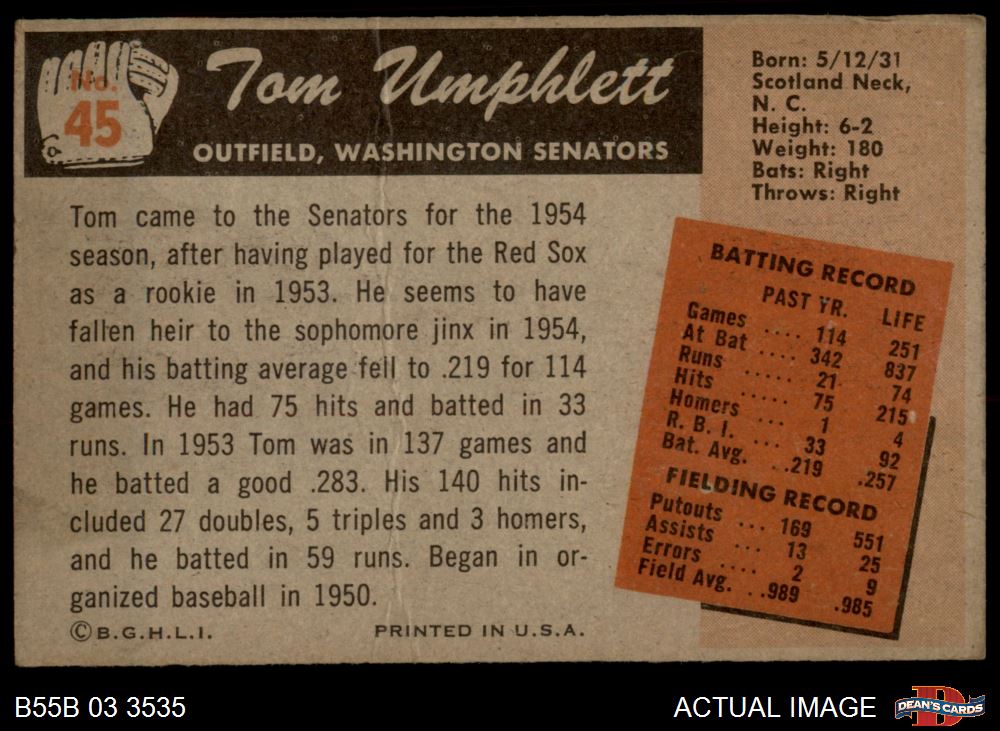 No.
45
Tom Umphlett
OUTFIELD, WASHINGTON SENATORS
Born: 5/12/31
Scotland Neck,
N. C.
Height: 6-2
Weight: 180
Bats: Right
Throws: Right
Tom came to the Senators for the 1954
season, after having played for the Red Sox
as a rookie in 1953. He seems to have
fallen heir to the sophomore jinx in 1954,
and his batting average fell to .219 for 114
games. He had 75 hits and batted in 33
runs. In 1953 Tom was in 137 games and
he batted a good .283. His 140 hits in-
cluded 27 doubles, 5 triples and 3 homers,
and he batted in 59 runs. Began in or-
ganized baseball in 1950.
BATTING RECORD
PAST YR. LIFE
Games .... 114 251
At Bat .... 342 837
Runs ..... 21 74
Hits ..... 75 215
Homers ... 1 4
R. B. I. ... 33 92
Bat. Avg. ..219 .257
FIELDING RECORD
Putouts ... 169 551
Assists ... 13 25
Errors .... 2 9
Field Avg. ..989 .985
©B.G.H.L.I. PRINTED IN U.S.A.
B55B 03 3535
ACTUAL IMAGE
DEAN'S CARDS